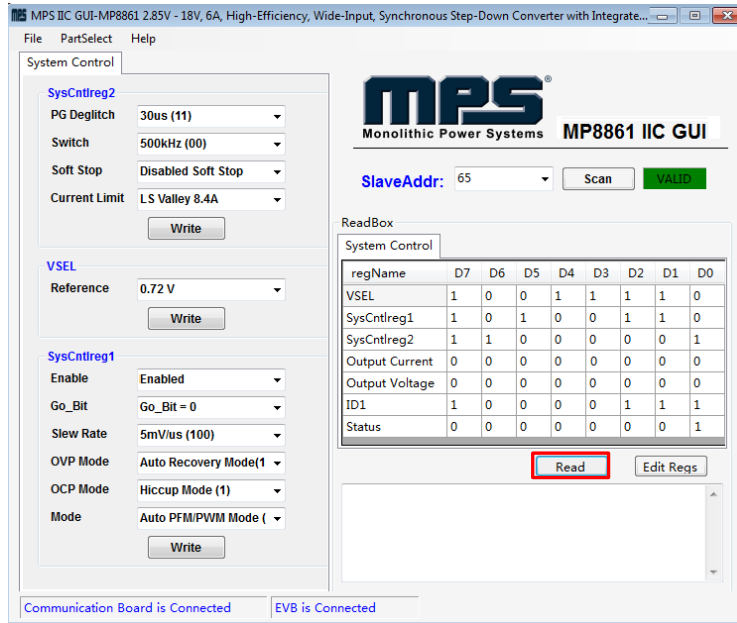 MPS IIC GUI-MP8861 2.85V - 18V, 6A, High-Efficiency, Wide-Input, Synchronous Step-Down Converter with Integrate...
File PartSelect Help
System Control
SysCntlreg2
PG Deglitch 30us (11)
Switch 500kHz (00)
Soft Stop Disabled Soft Stop
Current Limit LS Valley 8.4A
Write
VSEL
Reference 0.72 V
Write
SysCntlreg1
Enable Enabled
Go_Bit Go_Bit = 0
Slew Rate 5mV/us (100)
OVP Mode Auto Recovery Mode(1
OCP Mode Hiccup Mode (1)
Mode Auto PFM/PWM Mode (
Write
mPS®
Monolithic Power Systems MP8861 IIC GUI
SlaveAddr: 65 Scan VALID
ReadBox
System Control
regName D7 D6 D5 D4 D3 D2 D1 D0
VSEL 1 0 0 1 1 1 1 0
SysCntlreg1 1 0 1 0 0 1 1 0
SysCntlreg2 1 1 0 0 0 0 0 1
Output Current 0 0 0 0 0 0 0 0
Output Voltage 0 0 0 0 0 0 0 0
ID1 1 0 0 0 0 1 1 1
Status 0 0 0 0 0 0 0 1
Read Edit Regs
Communication Board is Connected EVB is Connected